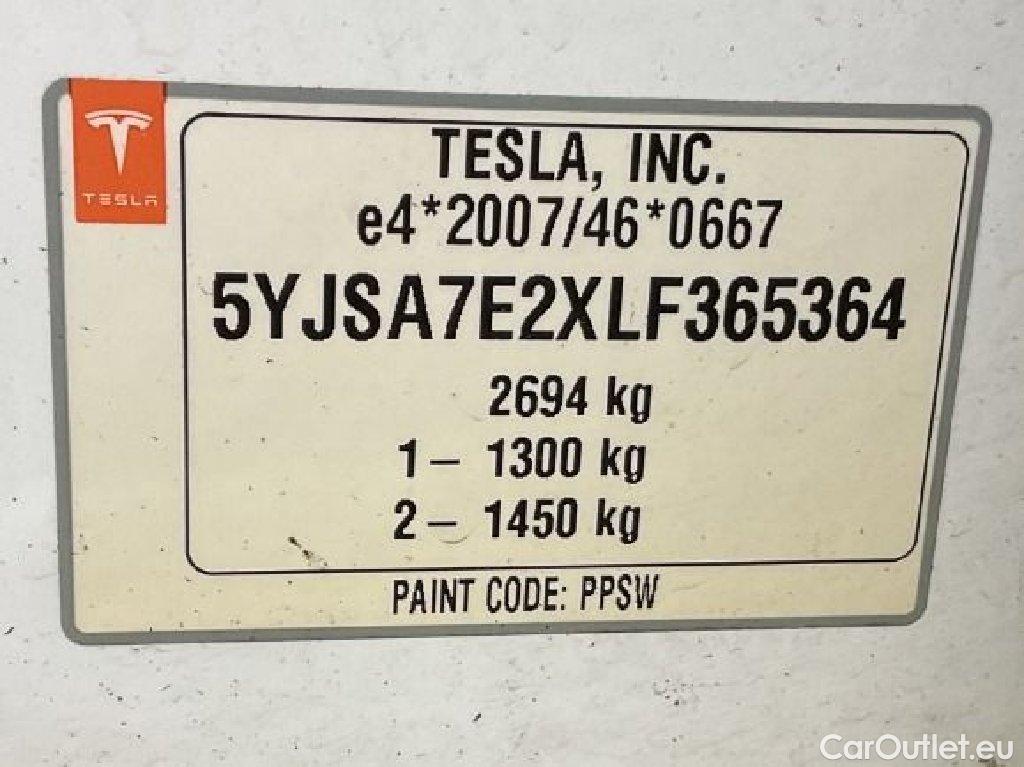 TESLA
TESLA, INC.
e4*2007/46*0667
5YJSA7E2XLF365364
2694 kg
1 – 1300 kg
2 – 1450 kg
PAINT CODE: PPSW
CarOutlet.eu